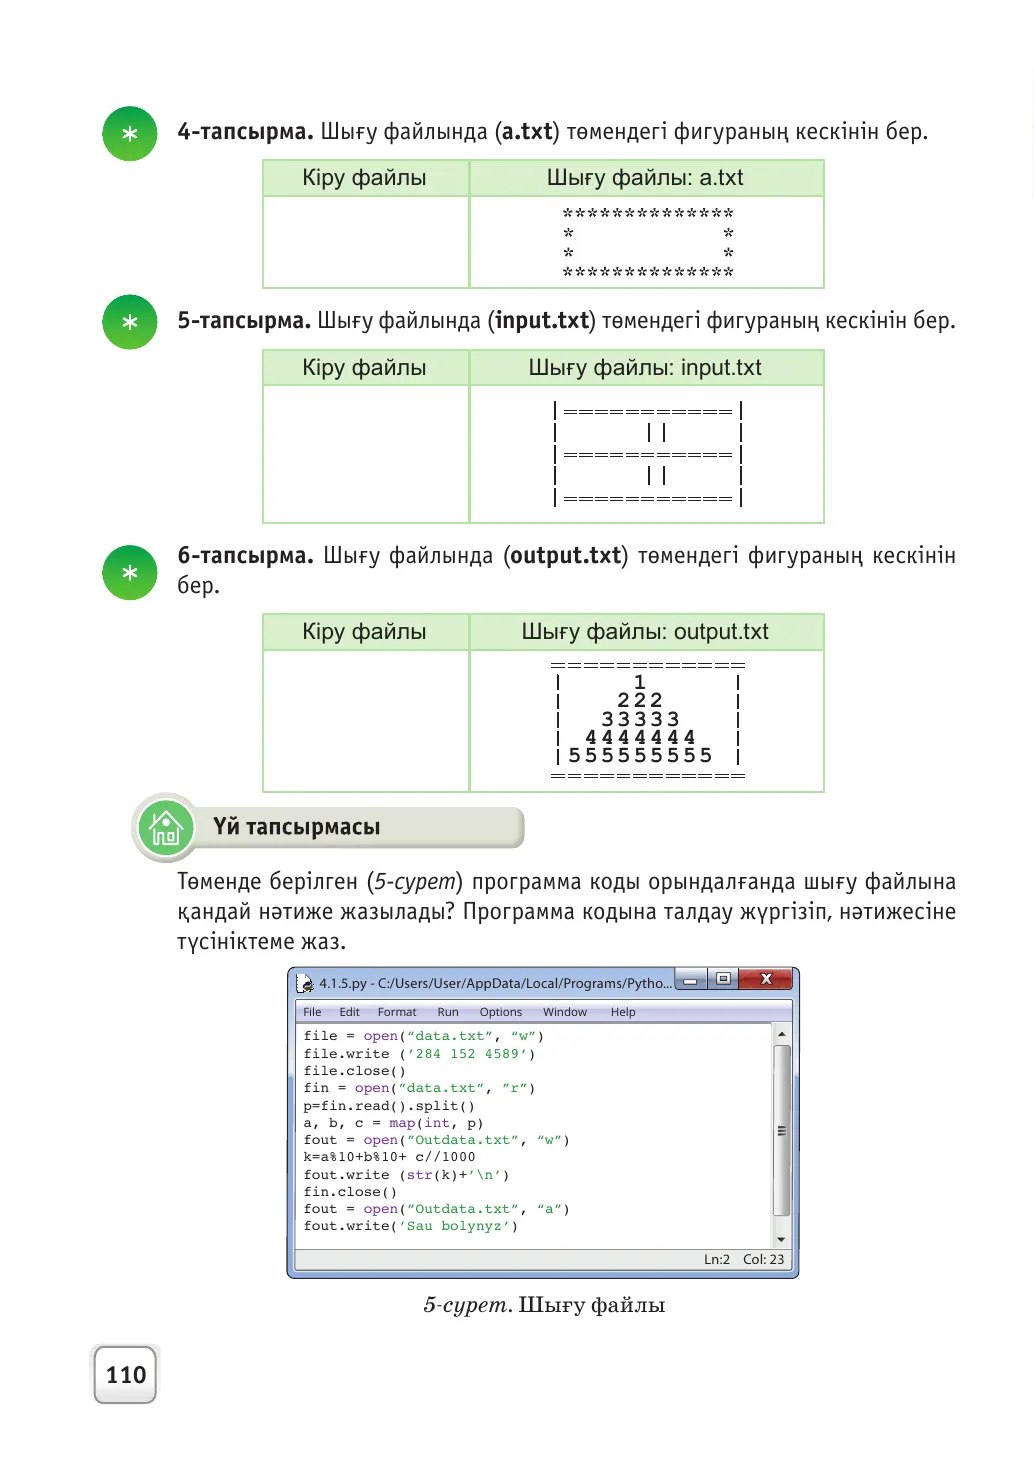 4-тапсырма. Шығу файлында (a.txt) төмендегі фигураның кескінін бер.
Кіру файлы Шығу файлы: a.txt
**************
* *
* *
**************
5-тапсырма. Шығу файлында (input.txt) төмендегі фигураның кескінін бер.
Кіру файлы Шығу файлы: input.txt
|===========|
| || |
|===========|
| || |
|===========|
6-тапсырма. Шығу файлында (output.txt) төмендегі фигураның кескінін
бер.
Кіру файлы Шығу файлы: output.txt
============
| 1 |
| 222 |
| 33333 |
| 4444444 |
|555555555 |
============
Үй тапсырмасы
Төменде берілген (5-сурет) программа коды орындалғанда шығу файлына
қандай нәтиже жазылады? Программа кодына талдау жүргізіп, нәтижесіне
түсініктеме жаз.
4.1.5.py - C:/Users/User/AppData/Local/Programs/Pytho...
File Edit Format Run Options Window Help
file = open(“data.txt”, “w”)
file.write (’284 152 4589’)
file.close()
fin = open(”data.txt”, ”r”)
p=fin.read().split()
a, b, c = map(int, p)
fout = open(”Outdata.txt”, “w”)
k=a%10+b%10+ c//1000
fout.write (str(k)+’\n’)
fin.close()
fout = open(”Outdata.txt”, “a”)
fout.write(’Sau bolynyz’)
Ln:2 Col: 23
5-сурет. Шығу файлы
110